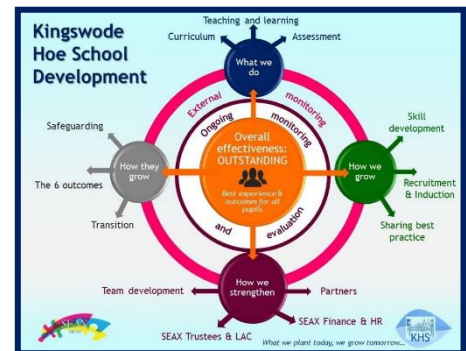 Kingswode
Hoe School
Development
Teaching and learning
Curriculum
Assessment
What we
do
External
monitoring
Ongoing
monitoring
Safeguarding
The 6 outcomes
Transition
How they
grow
Overall
effectiveness:
OUTSTANDING
Best experience &
outcomes for all
pupils
How we
grow
Skill
development
Recruitment
& Induction
Sharing best
practice
and
evaluation
How we
strengthen
Team development
Partners
SEAX Trustees & LAC
SEAX Finance & HR
SEAX
What we plant today, we grow tomorrow...
KHS